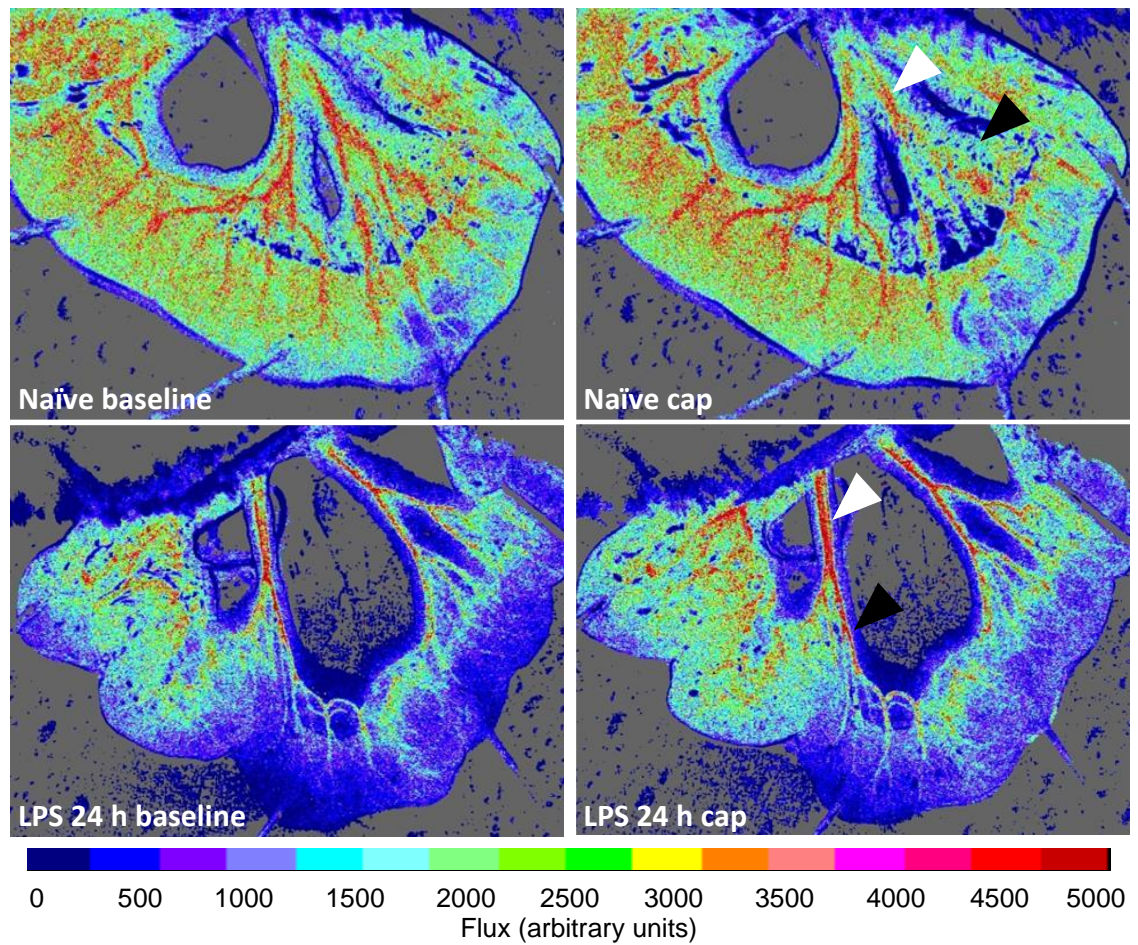 Naïve baseline
Naïve cap
LPS 24 h baseline
LPS 24 h cap
0 500 1000 1500 2000 2500 3000 3500 4000 4500 5000
Flux (arbitrary units)